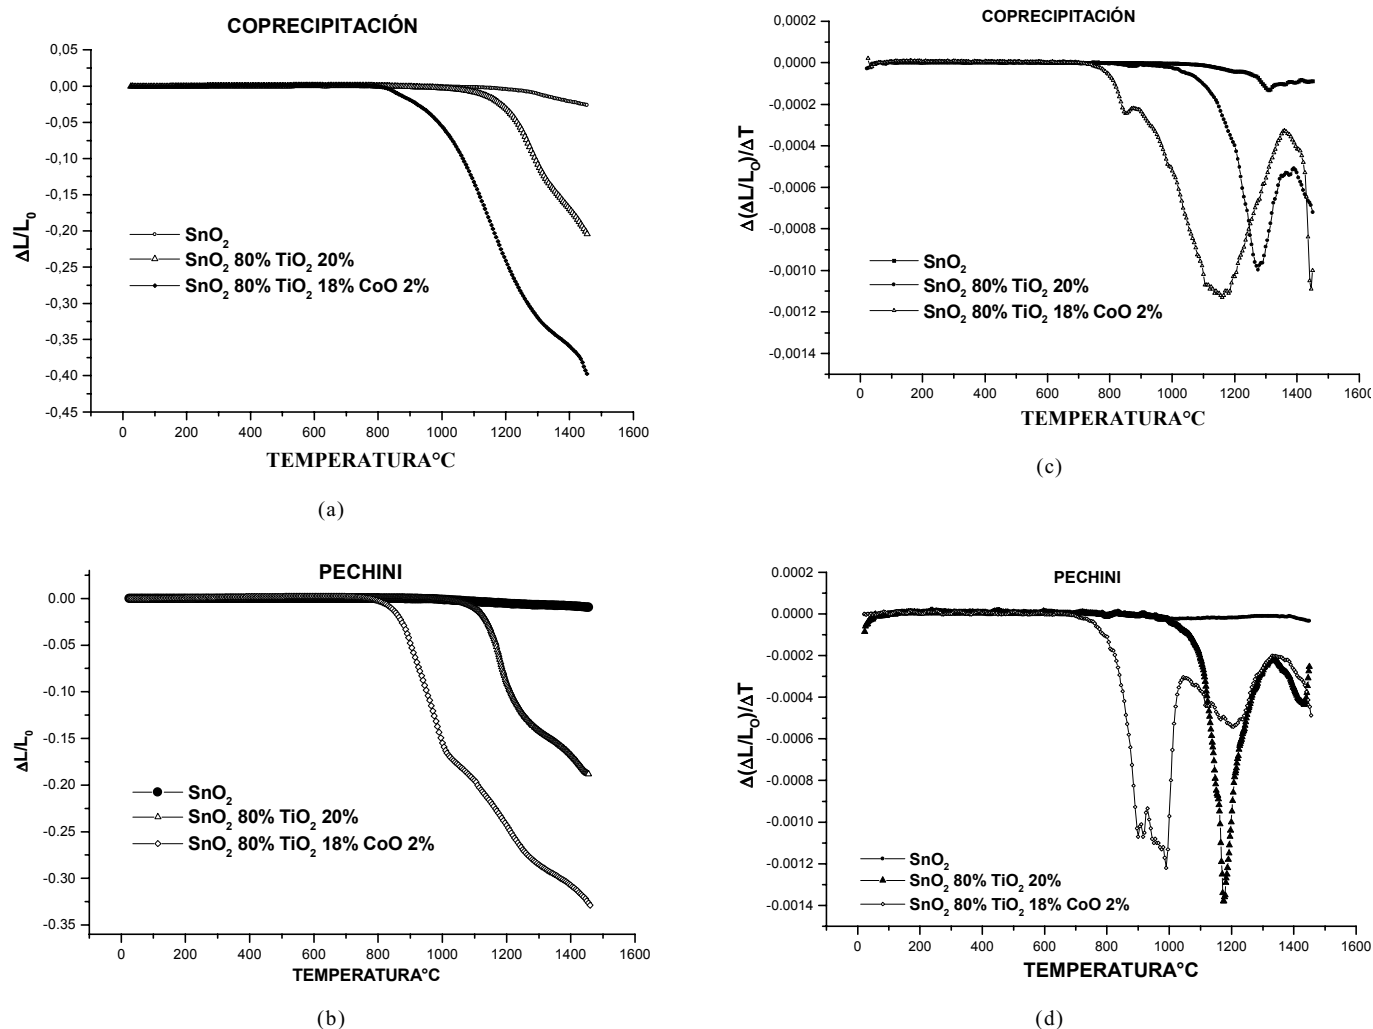 COPRECIPITACIÓN
0,05
0,00
-0,05
-0,10
-0,15
-0,20
-0,25
-0,30
-0,35
-0,40
-0,45
ΔL/L₀
SnO₂
SnO₂ 80% TiO₂ 20%
SnO₂ 80% TiO₂ 18% CoO 2%
0 200 400 600 800 1000 1200 1400 1600
TEMPERATURA°C
(a)
COPRECIPITACIÓN
0,0002
0,0000
-0,0002
-0,0004
-0,0006
-0,0008
-0,0010
-0,0012
-0,0014
Δ(ΔL/L₀)/ΔT
SnO₂
SnO₂ 80% TiO₂ 20%
SnO₂ 80% TiO₂ 18% CoO 2%
0 200 400 600 800 1000 1200 1400 1600
TEMPERATURA°C
(c)
PECHINI
0.00
-0.05
-0.10
-0.15
-0.20
-0.25
-0.30
-0.35
ΔL/L₀
SnO₂
SnO₂ 80% TiO₂ 20%
SnO₂ 80% TiO₂ 18% CoO 2%
0 200 400 600 800 1000 1200 1400 1600
TEMPERATURA°C
(b)
PECHINI
0.0002
0.0000
-0.0002
-0.0004
-0.0006
-0.0008
-0.0010
-0.0012
-0.0014
Δ(ΔL/L₀)/ΔT
SnO₂
SnO₂ 80% TiO₂ 20%
SnO₂ 80% TiO₂ 18% CoO 2%
0 200 400 600 800 1000 1200 1400 1600
TEMPERATURA°C
(d)